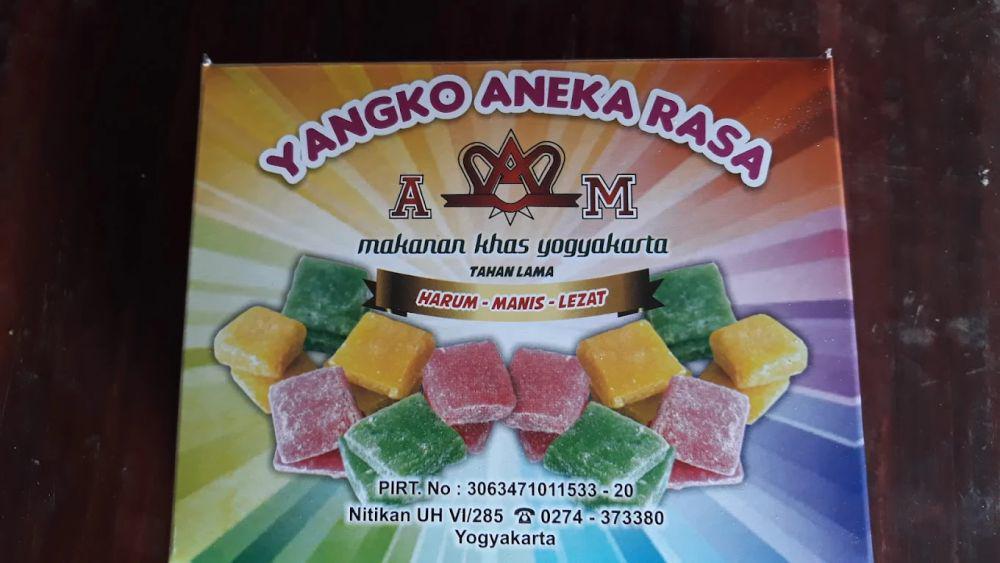 YANGKO ANEKA RASA
A A M
makanan khas yogyakarta
TAHAN LAMA
HARUM - MANIS - LEZAT
PIRT. No : 3063471011533 - 20
Nitikan UH VI/285 ☎ 0274 - 373380
Yogyakarta